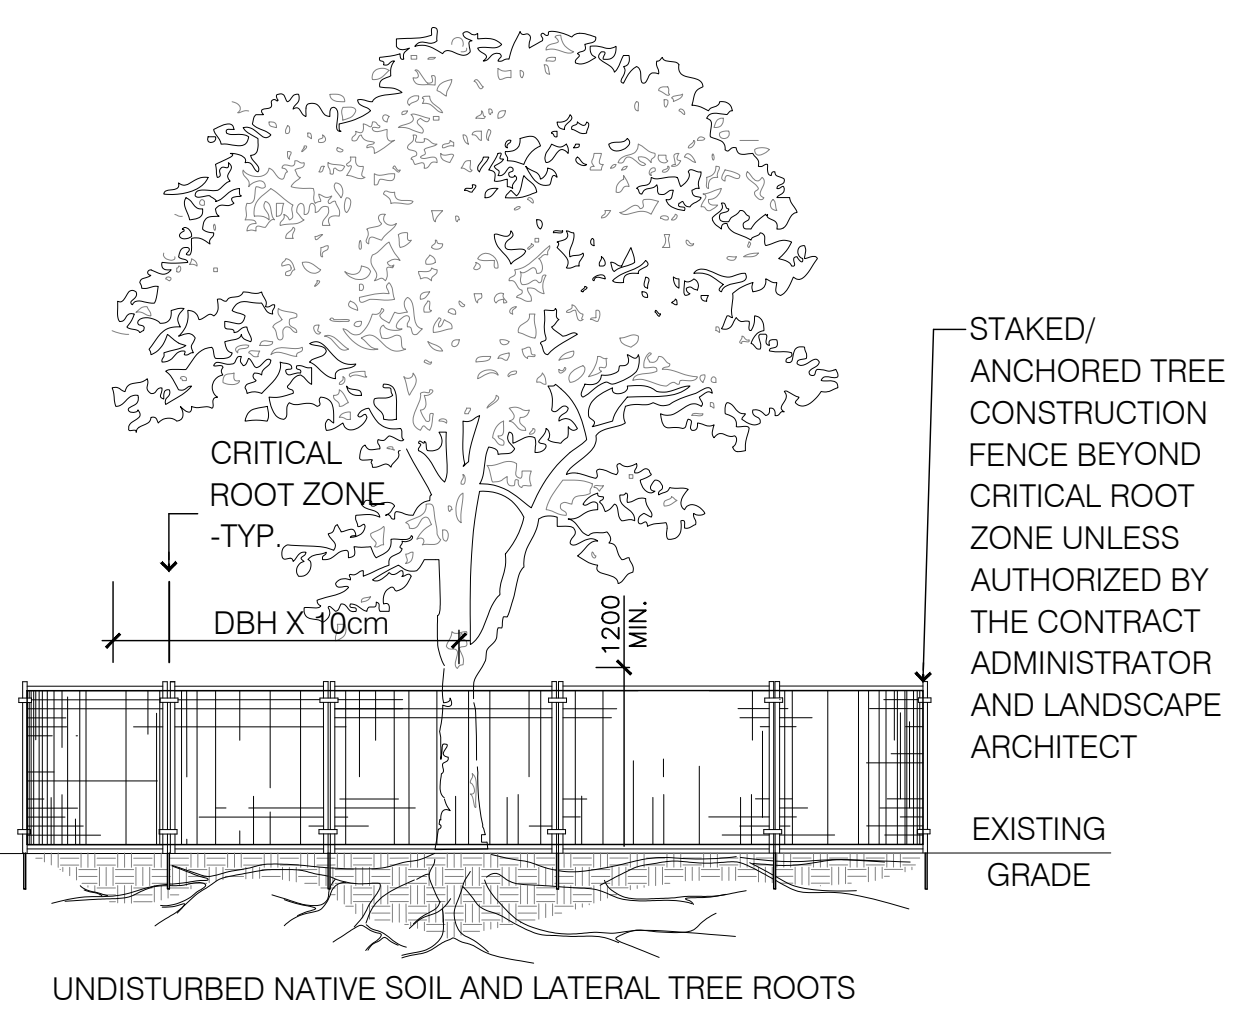 CRITICAL
ROOT ZONE
-TYP.
DBH X 10cm
1200
MIN.
STAKED/
ANCHORED TREE
CONSTRUCTION
FENCE BEYOND
CRITICAL ROOT
ZONE UNLESS
AUTHORIZED BY
THE CONTRACT
ADMINISTRATOR
AND LANDSCAPE
ARCHITECT
EXISTING
GRADE
UNDISTURBED NATIVE SOIL AND LATERAL TREE ROOTS